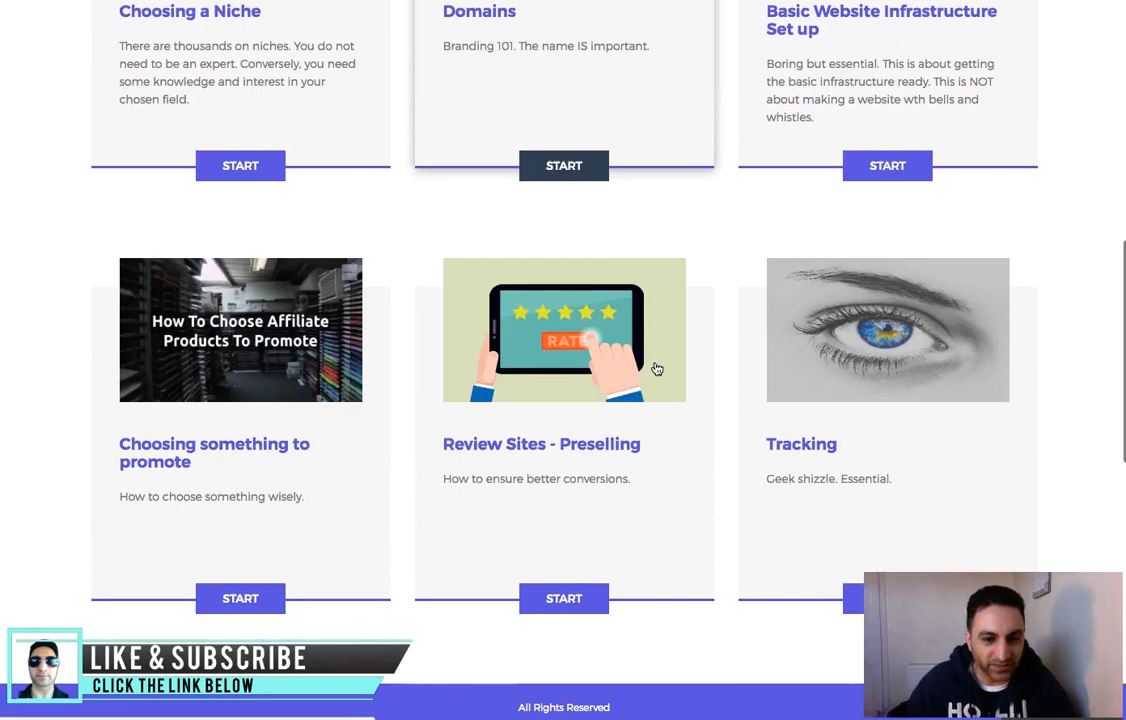 Choosing a Niche
There are thousands on niches. You do not
need to be an expert. Conversely, you need
some knowledge and interest in your
chosen field.
START
Domains
Branding 101. The name IS important.
START
Basic Website Infrastructure
Set up
Boring but essential. This is about getting
the basic infrastructure ready. This is NOT
about making a website wth bells and
whistles.
START
How To Choose Affiliate
Products To Promote
Choosing something to
promote
How to choose something wisely.
START
RATE
Review Sites - Preselling
How to ensure better conversions.
START
Tracking
Geek shizzle. Essential.
LIKE & SUBSCRIBE
CLICK THE LINK BELOW
All Rights Reserved